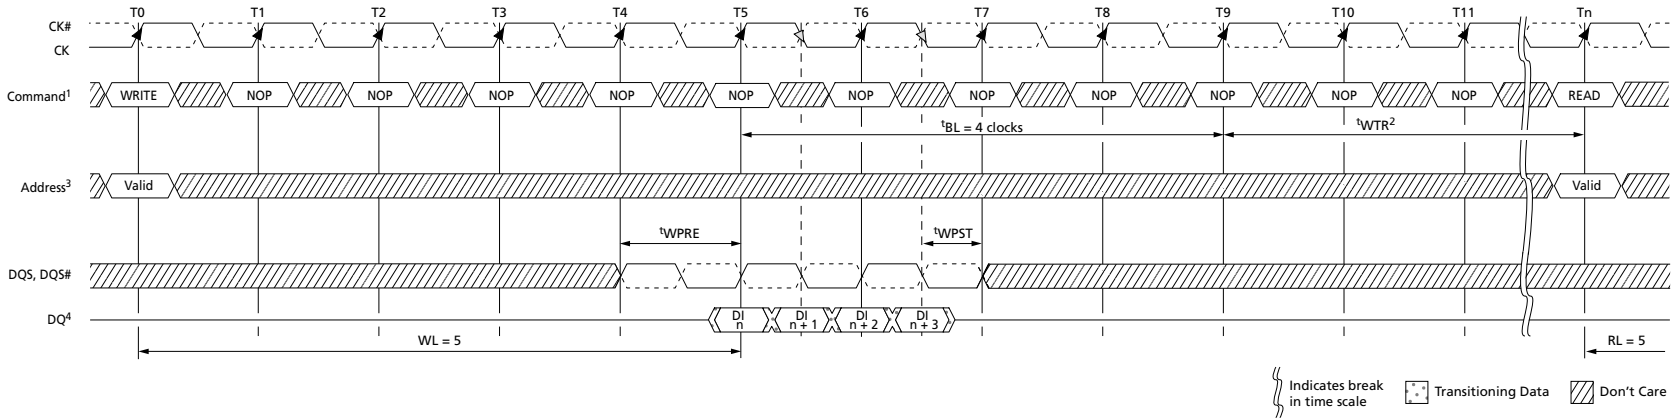 T0 T1 T2 T3 T4 T5 T6 T7 T8 T9 T10 T11 Tn
CK#
CK
Command1 WRITE NOP NOP NOP NOP NOP NOP NOP NOP NOP NOP NOP READ
tBL = 4 clocks tWTR2
Address3 Valid Valid
tWPRE tWPST
DQS, DQS#
DQ4 DI n DI n + 1 DI n + 2 DI n + 3
WL = 5 RL = 5
Indicates break in time scale
Transitioning Data
Don't Care